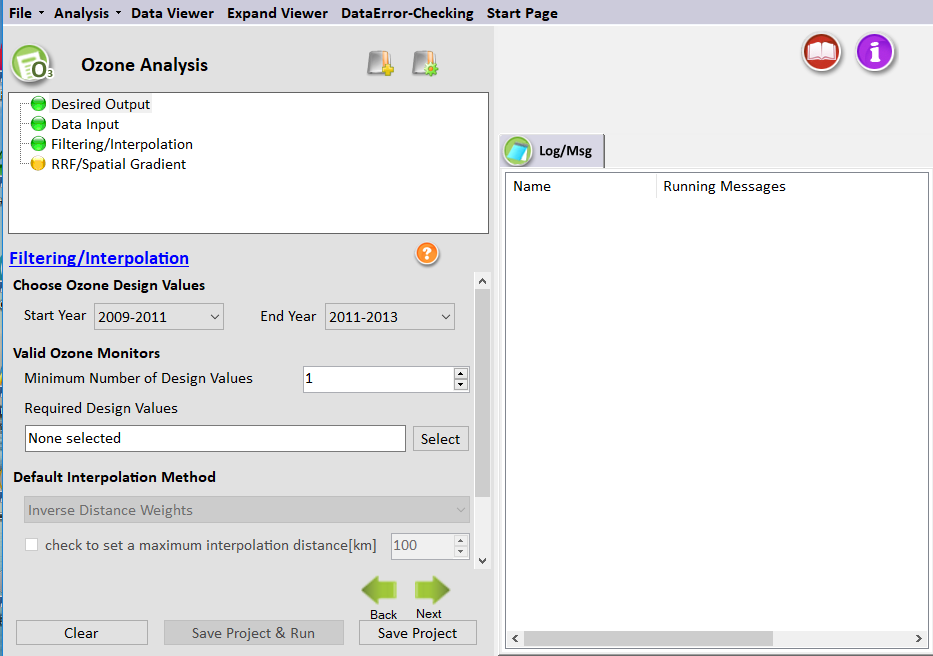 File Analysis Data Viewer Expand Viewer DataError-Checking Start Page
O3 Ozone Analysis
Desired Output
Data Input
Filtering/Interpolation
RRF/Spatial Gradient
Filtering/Interpolation ?
Choose Ozone Design Values
Start Year 2009-2011 End Year 2011-2013
Valid Ozone Monitors
Minimum Number of Design Values 1
Required Design Values
None selected Select
Default Interpolation Method
Inverse Distance Weights
check to set a maximum interpolation distance[km] 100
Back Next
Clear Save Project & Run Save Project
i
Log/Msg
Name Running Messages